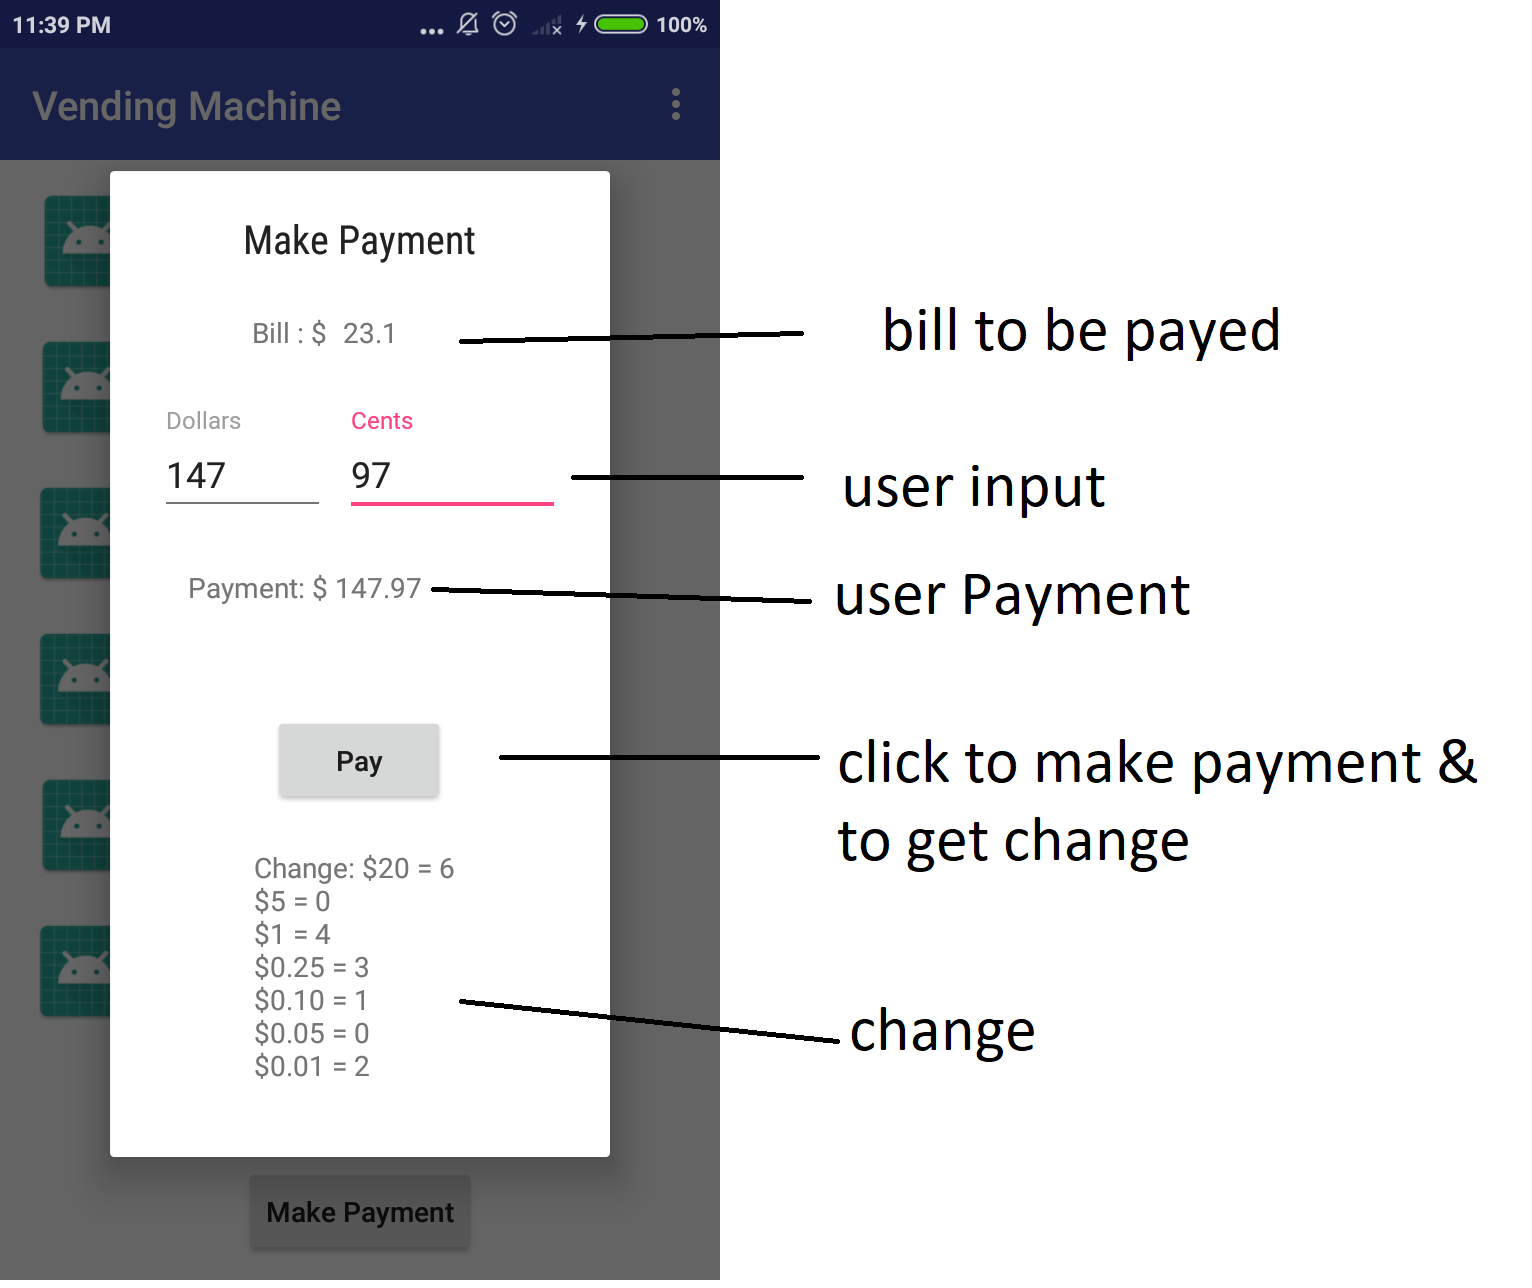 11:39 PM
100%
Vending Machine
Make Payment
Bill : $ 23.1
bill to be payed
Dollars
Cents
147
97
user input
Payment: $ 147.97
user Payment
Pay
click to make payment &
to get change
Change: $20 = 6
$5 = 0
$1 = 4
$0.25 = 3
$0.10 = 1
$0.05 = 0
$0.01 = 2
change
Make Payment